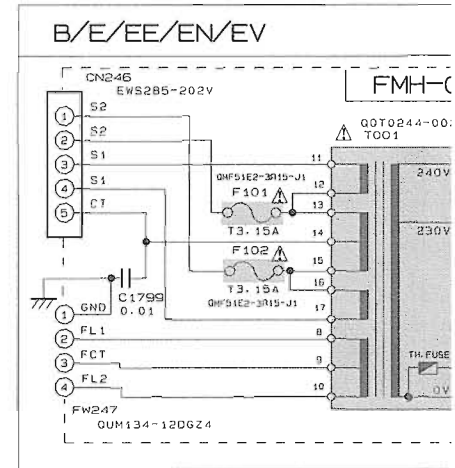 B/E/EE/EN/EV
CN246
EWS285-202V
FMH-
QQT0244-00
T001
1 S2
2 S2
3 S1
4 S1
5 CT
11
QMF51E2-3R15-J1
F101
12
13
T3.15A
14
F102
15
16
T3.15A
QMF51E2-3R15-J1
17
240V
230V
C1799
0.01
1 GND
2 FL1
8
3 FCT
9
4 FL2
10
TH.FUSE
0V
FW247
QUM134-12DGZ4